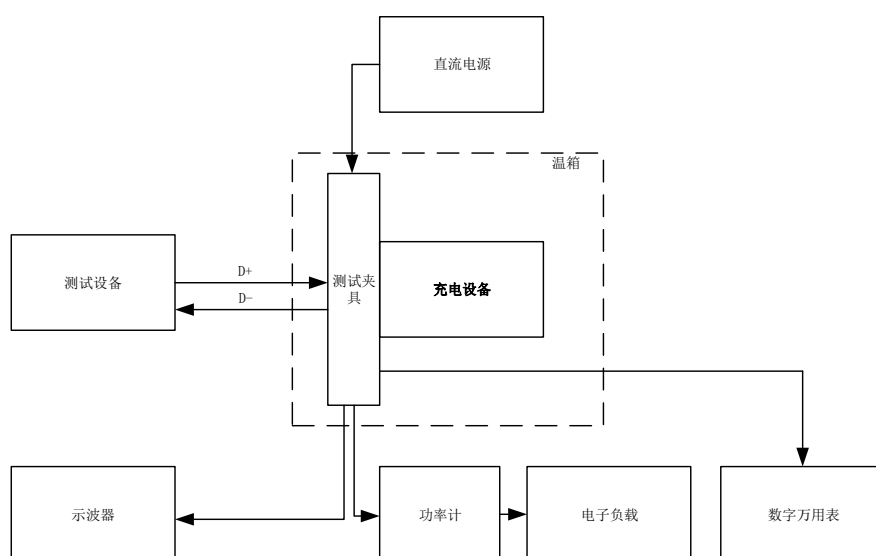 直流电源
温箱
测试设备
D+
D-
测试夹
具
充电设备
示波器
功率计
电子负载
数字万用表